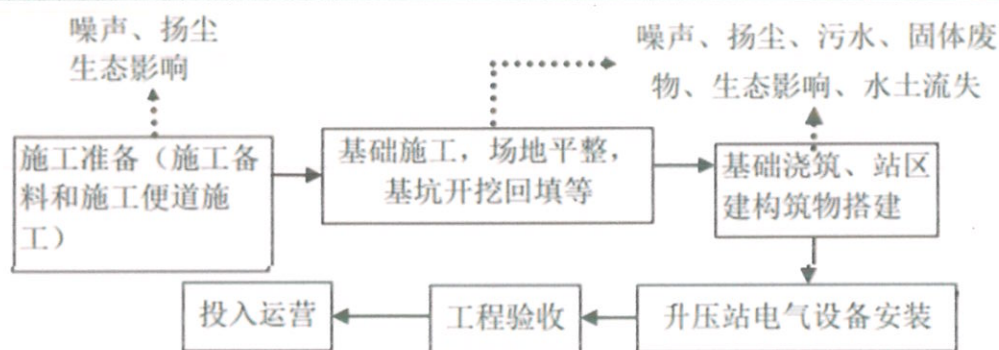 噪声、扬尘
生态影响
噪声、扬尘、污水、固体废
物、生态影响、水土流失
施工准备（施工备
料和施工便道施
工）
基础施工，场地平整，
基坑开挖回填等
基础浇筑、站区
建构筑物搭建
升压站电气设备安装
工程验收
投入运营